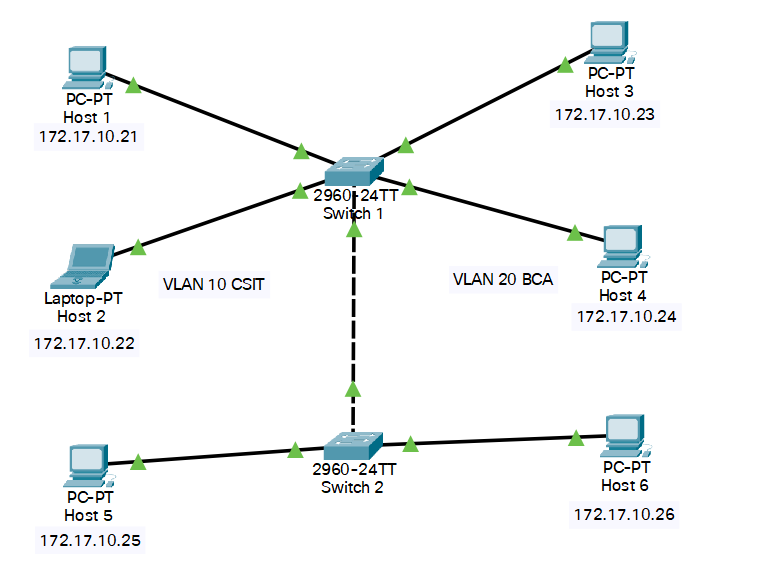 PC-PT
Host 1
172.17.10.21
PC-PT
Host 3
172.17.10.23
2960-24TT
Switch 1
Laptop-PT
Host 2
172.17.10.22
VLAN 10 CSIT
VLAN 20 BCA
PC-PT
Host 4
172.17.10.24
PC-PT
Host 5
172.17.10.25
2960-24TT
Switch 2
PC-PT
Host 6
172.17.10.26